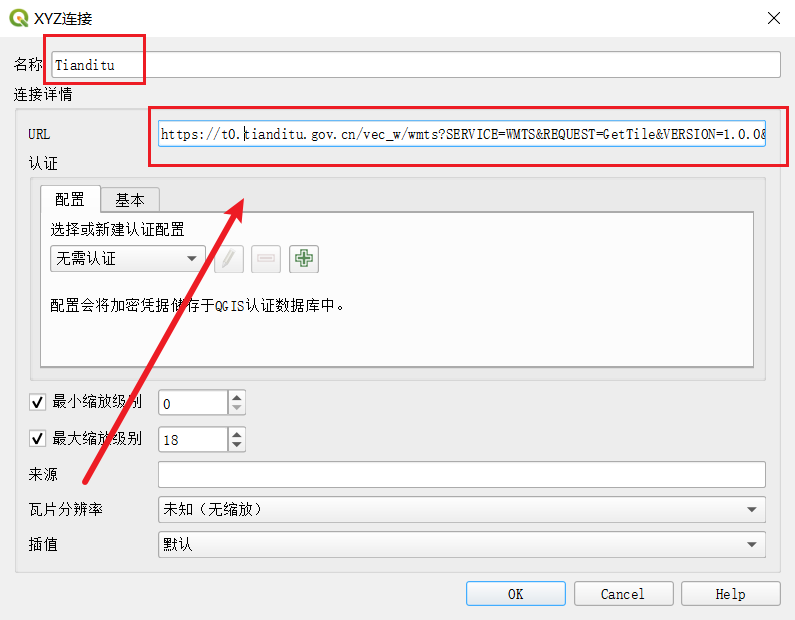 XYZ连接
名称 Tianditu
连接详情
URL https://t0.tianditu.gov.cn/vec_w/wmts?SERVICE=WMTS&REQUEST=GetTile&VERSION=1.0.0&
认证
配置 基本
选择或新建认证配置
无需认证
配置会将加密凭据储存于QGIS认证数据库中。
最小缩放级别 0
最大缩放级别 18
来源
瓦片分辨率 未知（无缩放）
插值 默认
OK Cancel Help